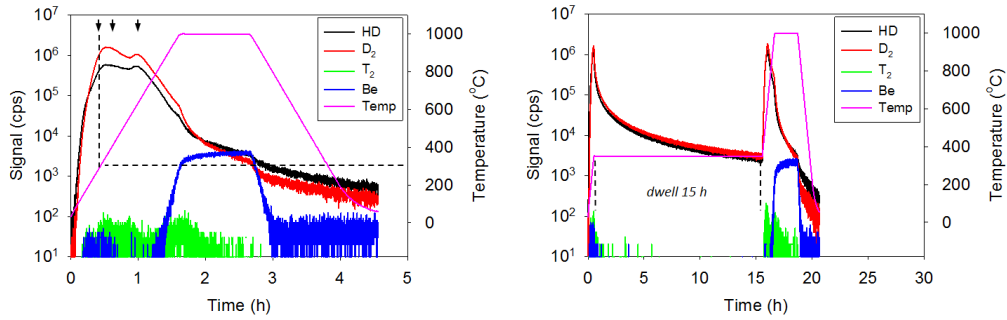 10⁷
10⁶
10⁵
10⁴
10³
10²
10¹
Signal (cps)
HD
D₂
T₂
Be
Temp
1000
800
600
400
200
0
Temperature (°C)
0 1 2 3 4 5
Time (h)
10⁷
10⁶
10⁵
10⁴
10³
10²
10¹
Signal (cps)
HD
D₂
T₂
Be
Temp
dwell 15 h
1000
800
600
400
200
0
Temperature (°C)
0 5 10 15 20 25 30
Time (h)